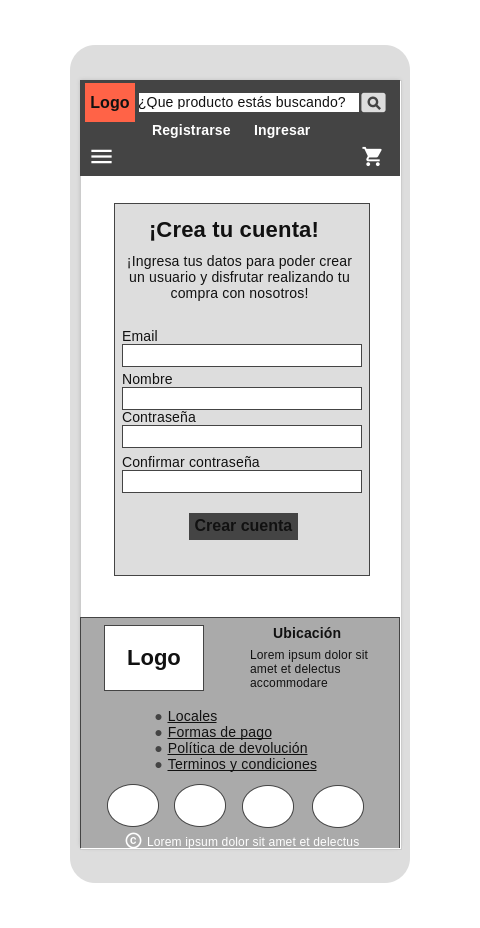 Logo
¿Que producto estás buscando?
Registrarse Ingresar
¡Crea tu cuenta!
¡Ingresa tus datos para poder crear
un usuario y disfrutar realizando tu
compra con nosotros!
Email
Nombre
Contraseña
Confirmar contraseña
Crear cuenta
Logo
Ubicación
Lorem ipsum dolor sit
amet et delectus
accommodare
Locales
Formas de pago
Política de devolución
Terminos y condiciones
© Lorem ipsum dolor sit amet et delectus